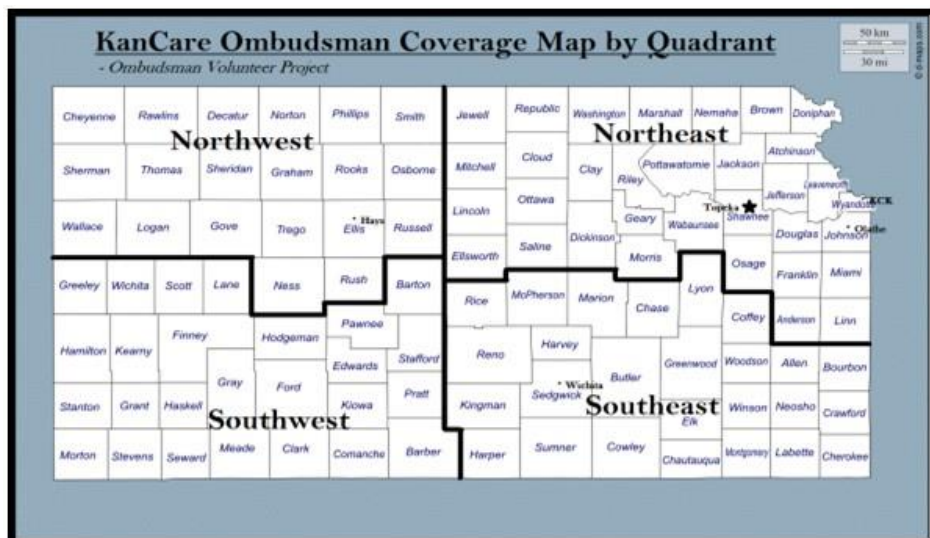 KanCare Ombudsman Coverage Map by Quadrant
- Ombudsman Volunteer Project
50 km
30 mi
© d-maps.com
Cheyenne Rawlins Decatur Norton Phillips Smith Jewell Republic Washington Marshall Nemaha Brown Doniphan
Northwest Northeast
Sherman Thomas Sheridan Graham Rooks Osborne Mitchell Cloud Clay Riley Pottawatomie Jackson Atchinson
Jefferson Leavenworth Wyandotte KCK
Wallace Logan Gove Trego Ellis Hays Russell Lincoln Ottawa Geary Wabaunsee Topeka Shawnee Douglas Johnson Olathe
Ellsworth Saline Dickinson Morris Osage Franklin Miami
Greeley Wichita Scott Lane Ness Rush Barton Rice McPherson Marion Chase Lyon Coffey Anderson Linn
Hamilton Kearny Finney Hodgeman Pawnee Stafford Reno Harvey
Gray Ford Edwards Pratt Sedgwick Wichita Butler Greenwood Woodson Allen Bourbon
Stanton Grant Haskell Kiowa Kingman Elk Winson Neosho Crawford
Southwest Southeast
Morton Stevens Seward Meade Clark Comanche Barber Harper Sumner Cowley Chautauqua Montgomery Labette Cherokee